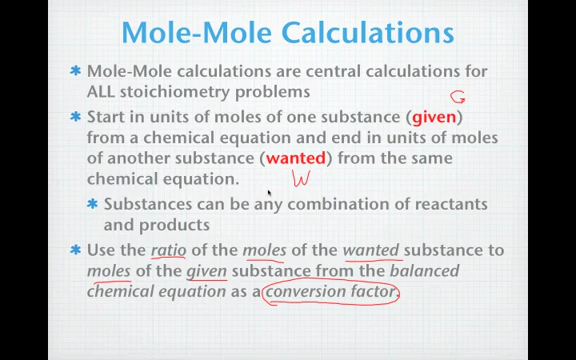 Mole-Mole Calculations
Mole-Mole calculations are central calculations for
ALL stoichiometry problems
G
Start in units of moles of one substance (given)
from a chemical equation and end in units of moles
of another substance (wanted) from the same
chemical equation.
W
Substances can be any combination of reactants
and products
Use the ratio of the moles of the wanted substance to
moles of the given substance from the balanced
chemical equation as a conversion factor.